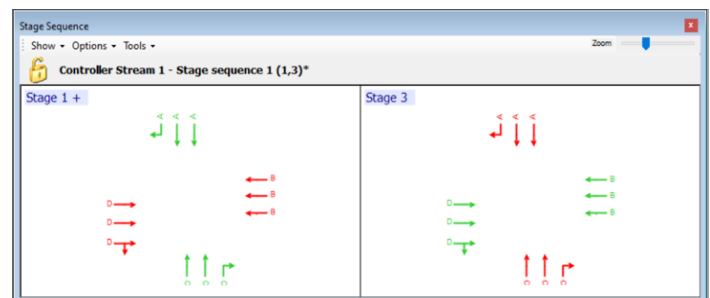 Stage Sequence
x
Show Options Tools
Zoom
Controller Stream 1 - Stage sequence 1 (1,3)*
Stage 1 +
A A A
B
B
B
D
D
D
C C C
Stage 3
A A A
B
B
B
D
D
D
C C C